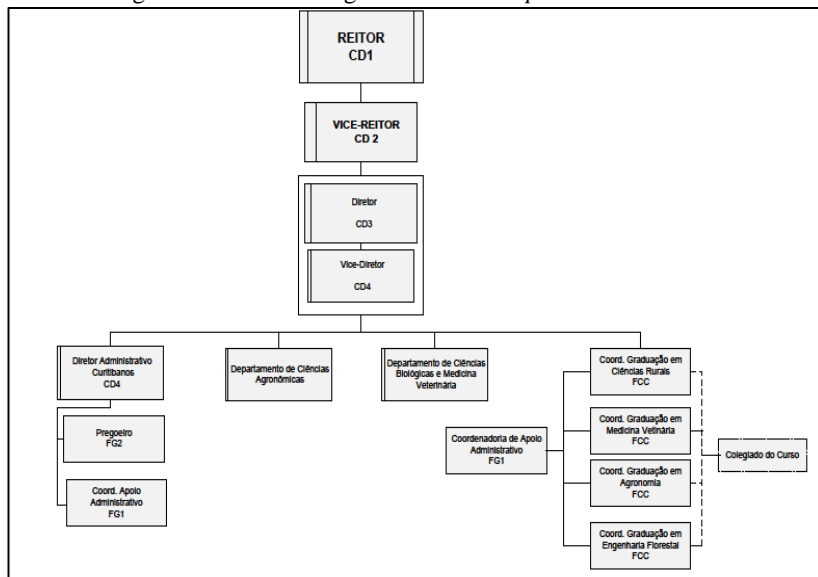 REITOR
CD1
VICE-REITOR
CD 2
Diretor
CD3
Vice-Diretor
CD4
Diretor Administrativo
Curitibanos
CD4
Departamento de Ciências
Agronômicas
Departamento de Ciências
Biológicas e Medicina
Veterinária
Coord. Graduação em
Ciências Rurais
FCC
Pregoeiro
FG2
Coordenadoria de Apoio
Administrativo
FG1
Coord. Graduação em
Medicina Vetinária
FCC
Colegiado do Curso
Coord. Apoio
Administrativo
FG1
Coord. Graduação em
Agronomia
FCC
Coord. Graduação em
Engenharia Florestal
FCC